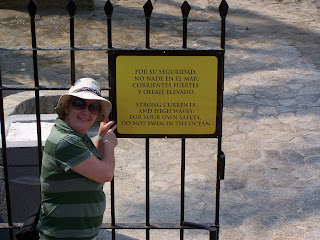 POR SU SEGURIDAD,
NO NADE EN EL MAR,
CORRIENTES FUERTES
Y OLEAJE ELEVADO.
STRONG CURRENTS
AND HIGH WAVES.
FOR YOUR OWN SAFETY,
DO NOT SWIM IN THE OCEAN.